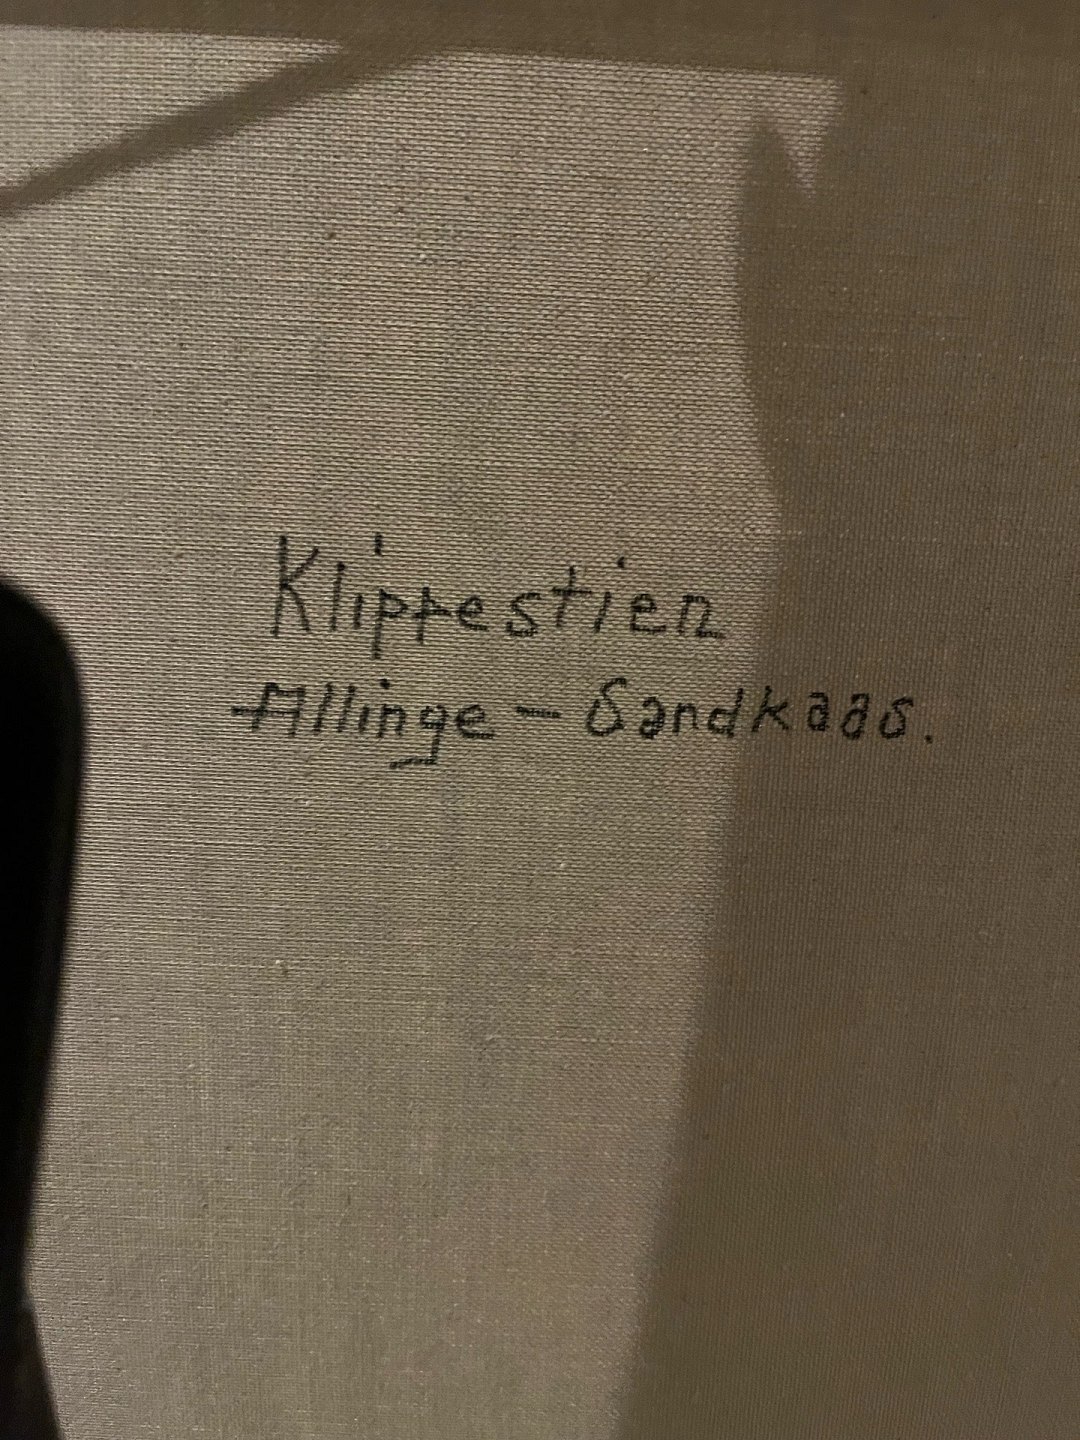 Klippestien
Allinge - Sandkaas.